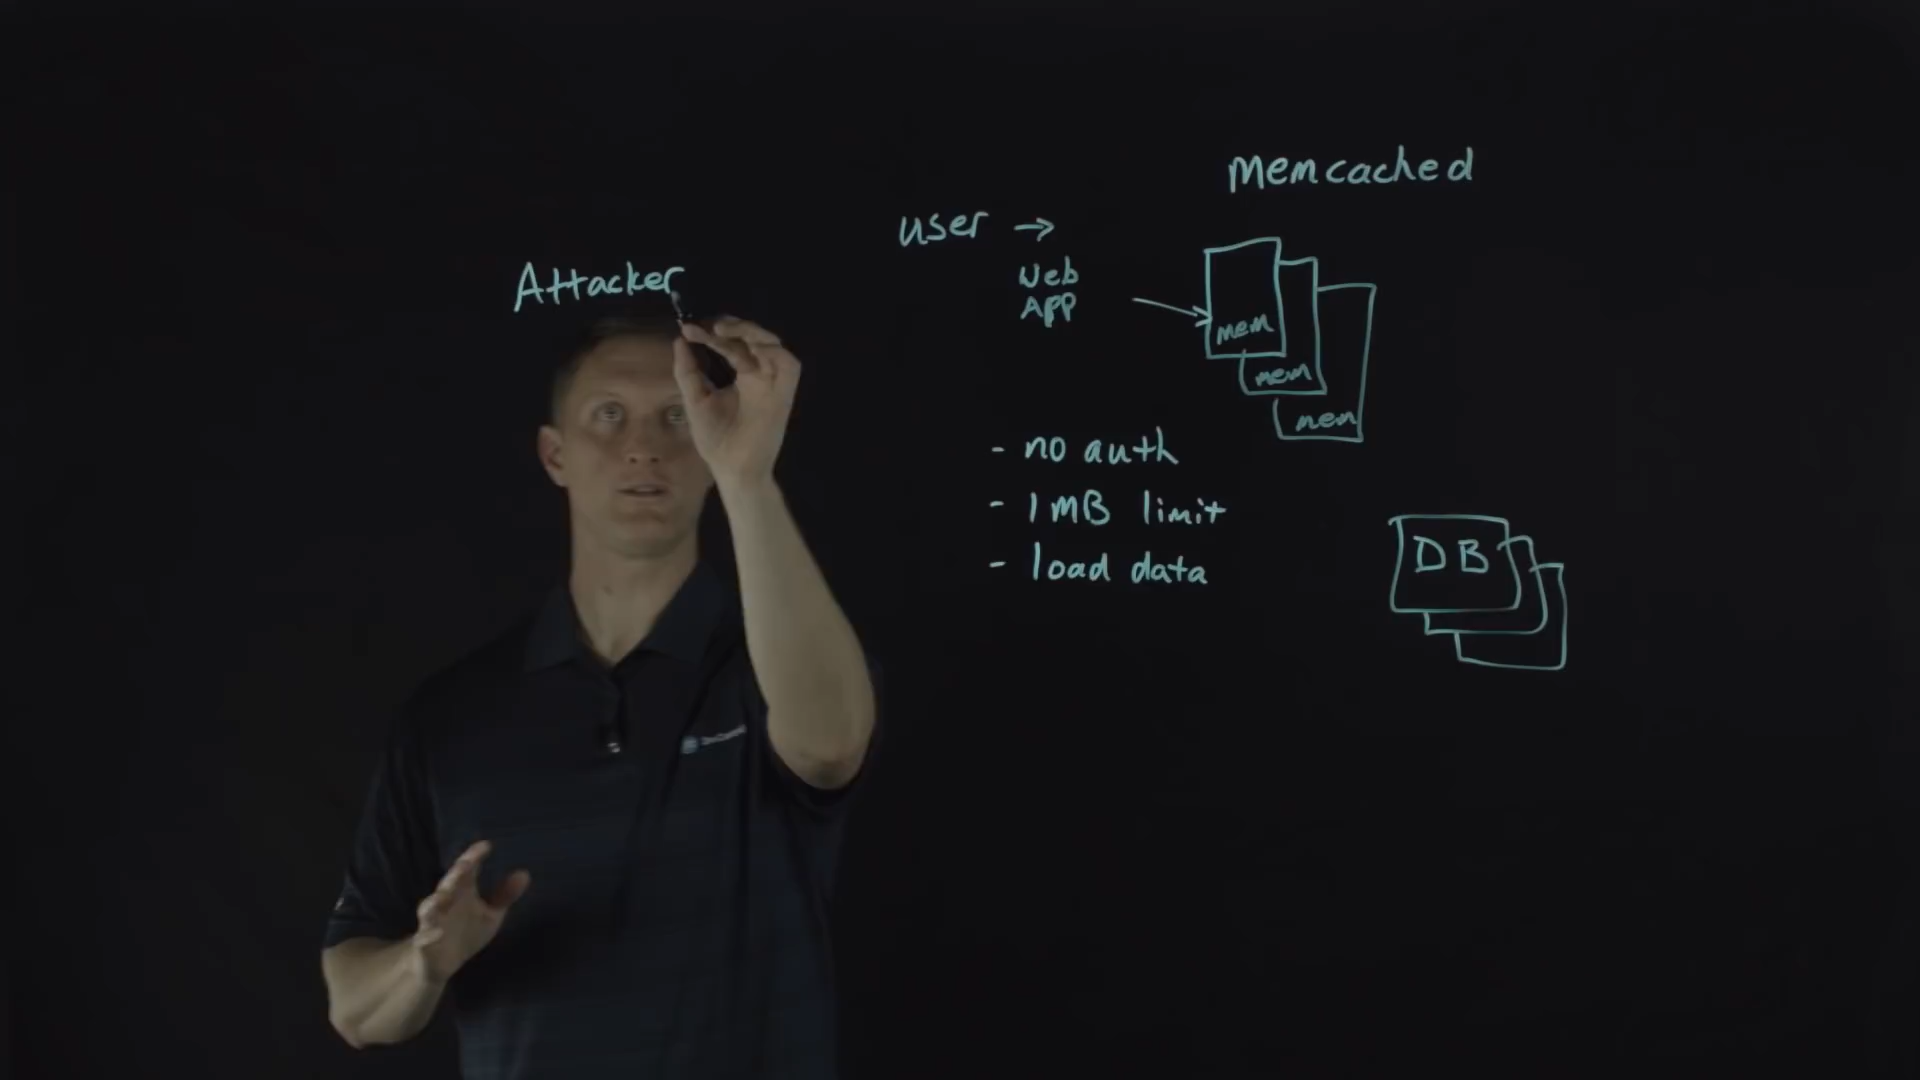 memcached
user →
Web
App
Attacker
mem
mem
mem
- no auth
- 1MB limit
- load data
DB